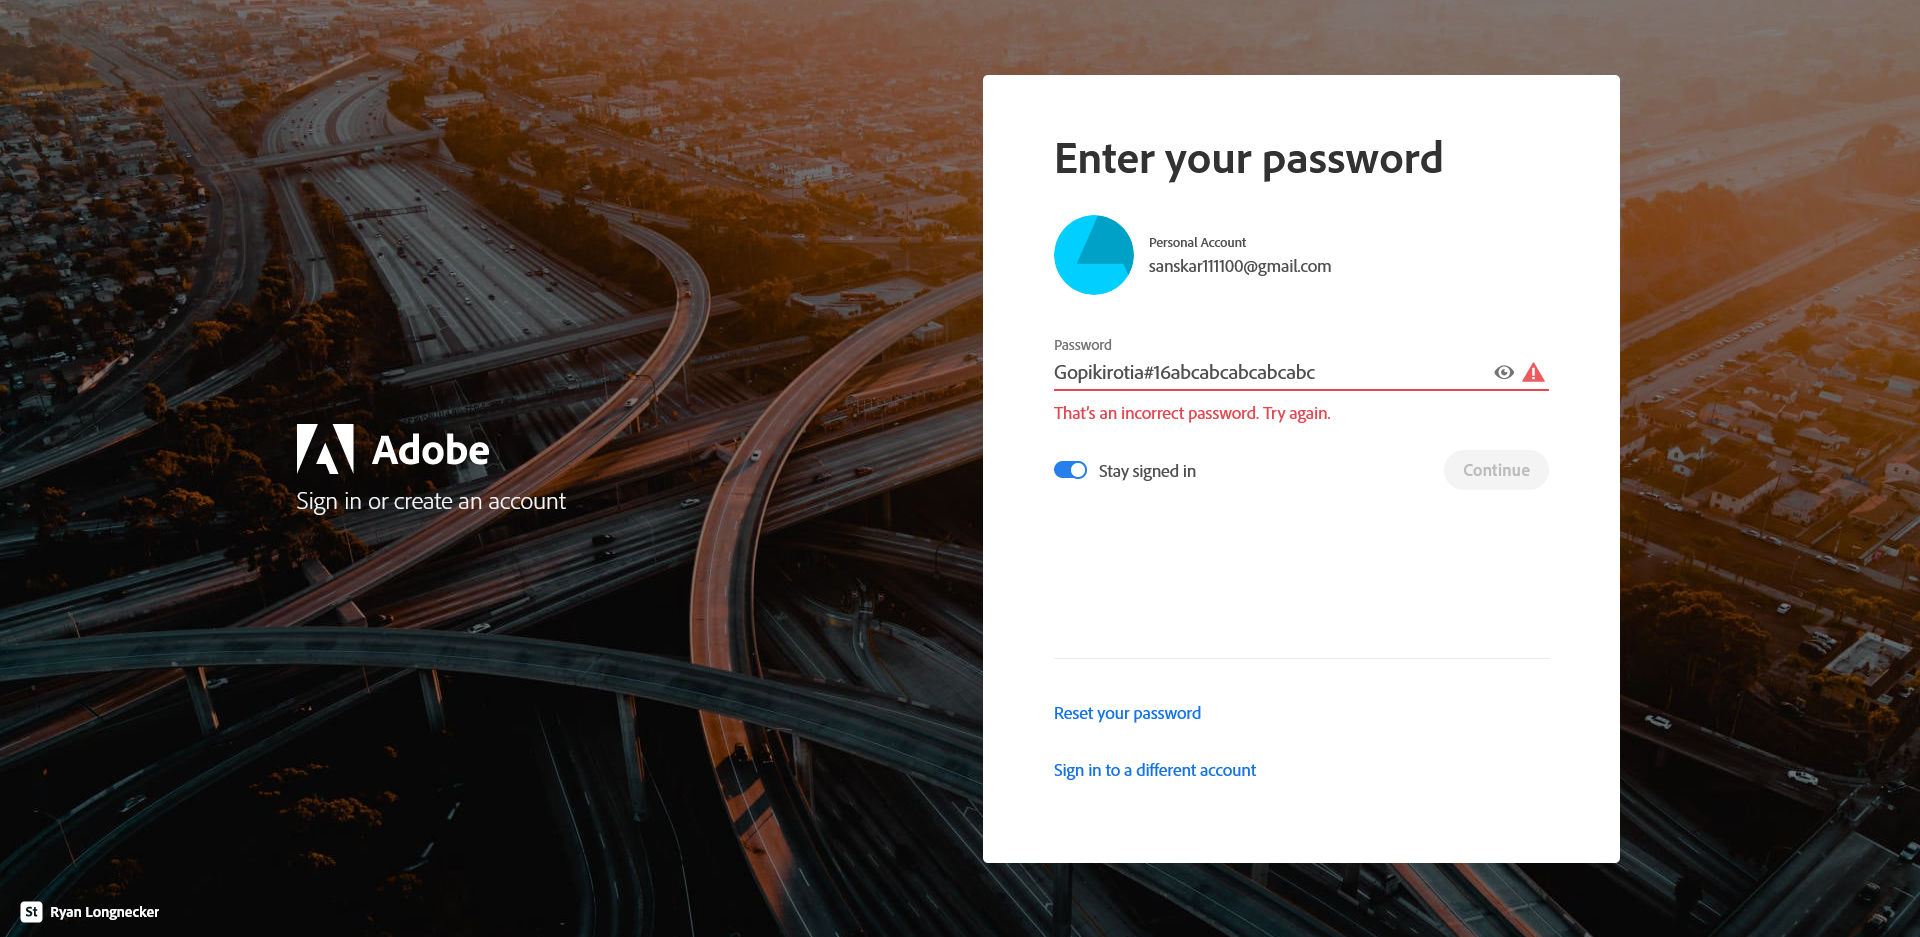 Enter your password
Personal Account
sanskar111100@gmail.com
Password
Gopikirotia#16abcabcabcabcabc
That's an incorrect password. Try again.
Stay signed in
Continue
Reset your password
Sign in to a different account
Adobe
Sign in or create an account
St Ryan Longnecker